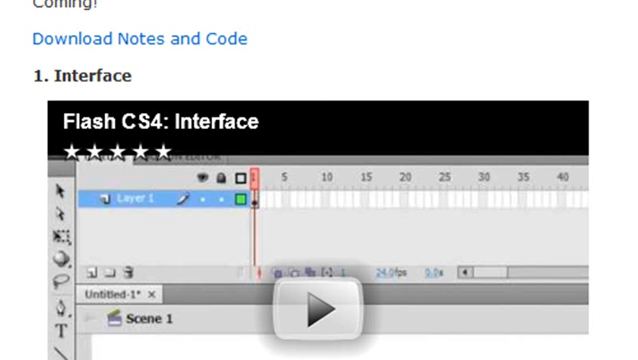 Coming!
Download Notes and Code
1. Interface
Flash CS4: Interface
5 10 15 20 25 30 35 40
Layer 1
1 24.0fps 0.0s
Untitled-1* ×
Scene 1
T